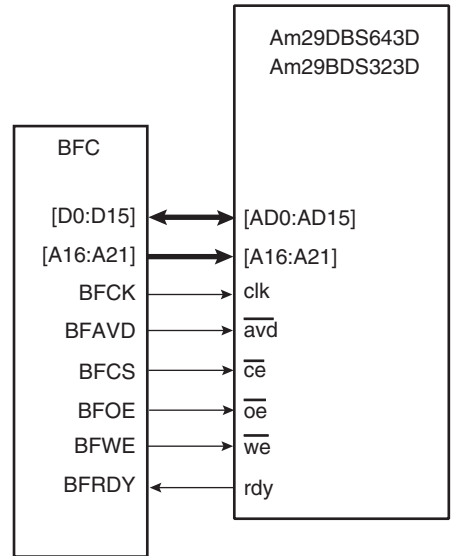 Am29DBS643D
Am29BDS323D
BFC
[D0:D15] [AD0:AD15]
[A16:A21] [A16:A21]
BFCK clk
BFAVD avd
BFCS ce
BFOE oe
BFWE we
BFRDY rdy